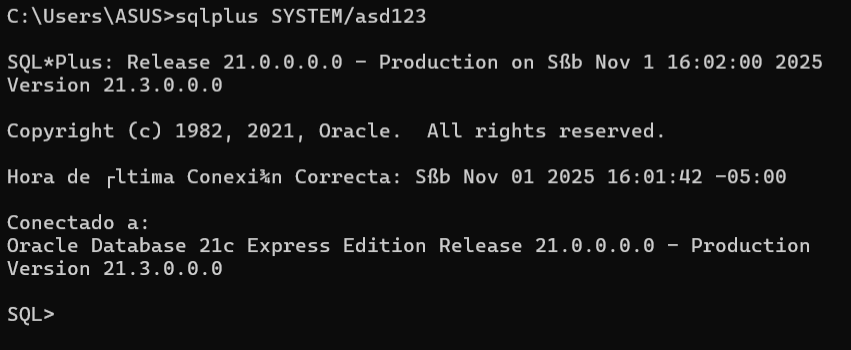 C:\Users\ASUS>sqlplus SYSTEM/asd123
SQL*Plus: Release 21.0.0.0.0 - Production on Sßb Nov 1 16:02:00 2025
Version 21.3.0.0.0
Copyright (c) 1982, 2021, Oracle.  All rights reserved.
Hora de ┌ltima Conexi¾n Correcta: Sßb Nov 01 2025 16:01:42 -05:00
Conectado a:
Oracle Database 21c Express Edition Release 21.0.0.0.0 - Production
Version 21.3.0.0.0
SQL>